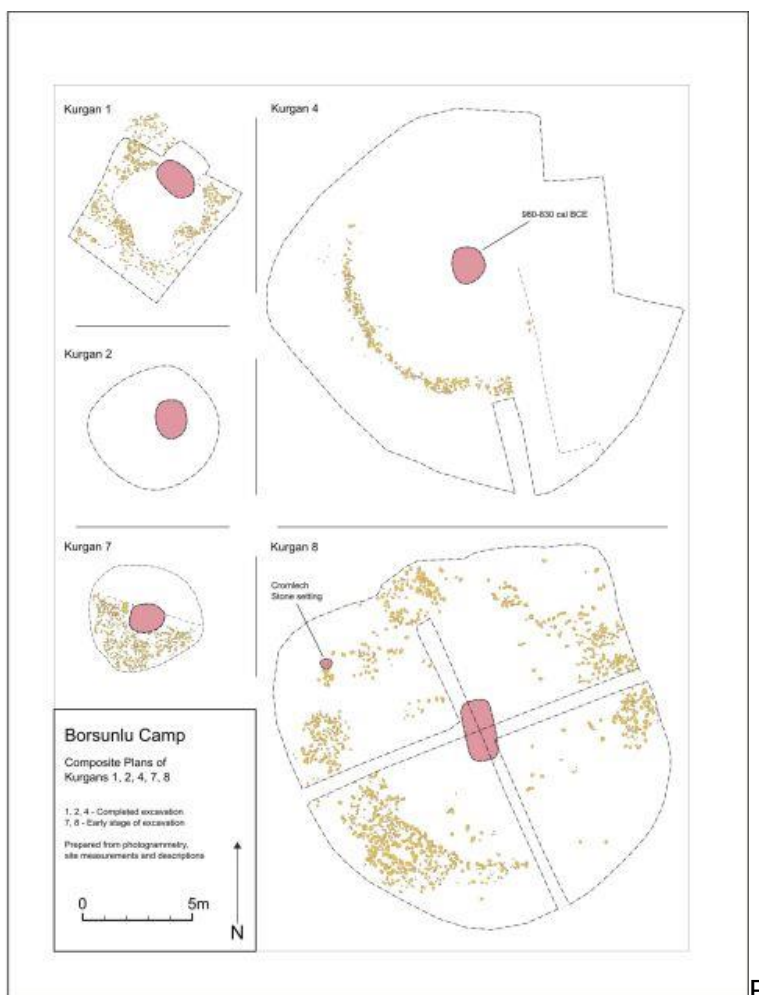 Kurgan 1
Kurgan 4
980-830 cal BCE
Kurgan 2
Kurgan 7
Kurgan 8
Cromlech
Stone setting
Borsunlu Camp
Composite Plans of
Kurgans 1, 2, 4, 7, 8
1, 2, 4 - Completed excavation
7, 8 - Early stage of excavation
Prepared from photogrammetry,
site measurements and descriptions
0 5m
N